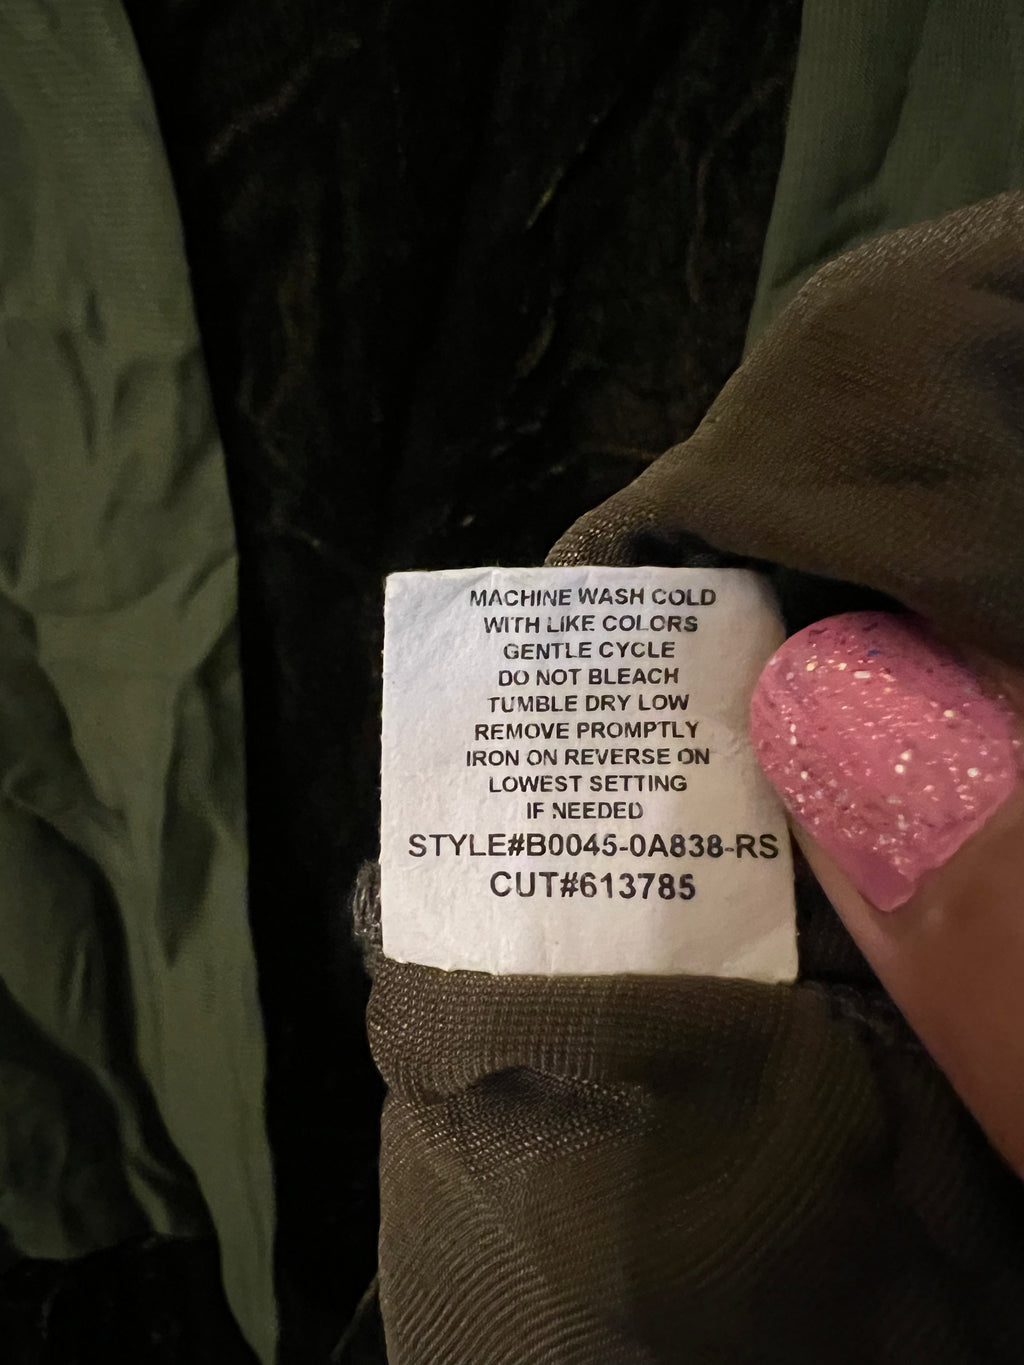 MACHINE WASH COLD
WITH LIKE COLORS
GENTLE CYCLE
DO NOT BLEACH
TUMBLE DRY LOW
REMOVE PROMPTLY
IRON ON REVERSE ON
LOWEST SETTING
IF NEEDED
STYLE#B0045-0A838-RS
CUT#613785